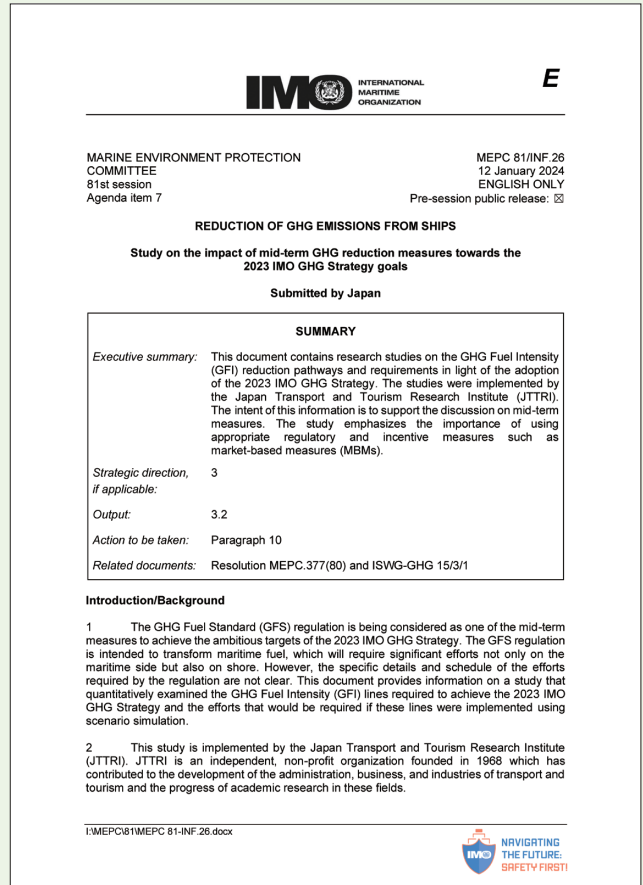 IMO
INTERNATIONAL
MARITIME
ORGANIZATION
E
MARINE ENVIRONMENT PROTECTION
COMMITTEE
81st session
Agenda item 7
MEPC 81/INF.26
12 January 2024
ENGLISH ONLY
Pre-session public release: ☒
REDUCTION OF GHG EMISSIONS FROM SHIPS
Study on the impact of mid-term GHG reduction measures towards the
2023 IMO GHG Strategy goals
Submitted by Japan
SUMMARY
Executive summary: This document contains research studies on the GHG Fuel Intensity
(GFI) reduction pathways and requirements in light of the adoption
of the 2023 IMO GHG Strategy. The studies were implemented by
the Japan Transport and Tourism Research Institute (JTTRI).
The intent of this information is to support the discussion on mid-term
measures. The study emphasizes the importance of using
appropriate regulatory and incentive measures such as
market-based measures (MBMs).
Strategic direction, 3
if applicable:
Output: 3.2
Action to be taken: Paragraph 10
Related documents: Resolution MEPC.377(80) and ISWG-GHG 15/3/1
Introduction/Background
1 The GHG Fuel Standard (GFS) regulation is being considered as one of the mid-term
measures to achieve the ambitious targets of the 2023 IMO GHG Strategy. The GFS regulation
is intended to transform maritime fuel, which will require significant efforts not only on the
maritime side but also on shore. However, the specific details and schedule of the efforts
required by the regulation are not clear. This document provides information on a study that
quantitatively examined the GHG Fuel Intensity (GFI) lines required to achieve the 2023 IMO
GHG Strategy and the efforts that would be required if these lines were implemented using
scenario simulation.
2 This study is implemented by the Japan Transport and Tourism Research Institute
(JTTRI). JTTRI is an independent, non-profit organization founded in 1968 which has
contributed to the development of the administration, business, and industries of transport and
tourism and the progress of academic research in these fields.
I:\MEPC\81\MEPC 81-INF.26.docx
IMO
NAVIGATING
THE FUTURE:
SAFETY FIRST!